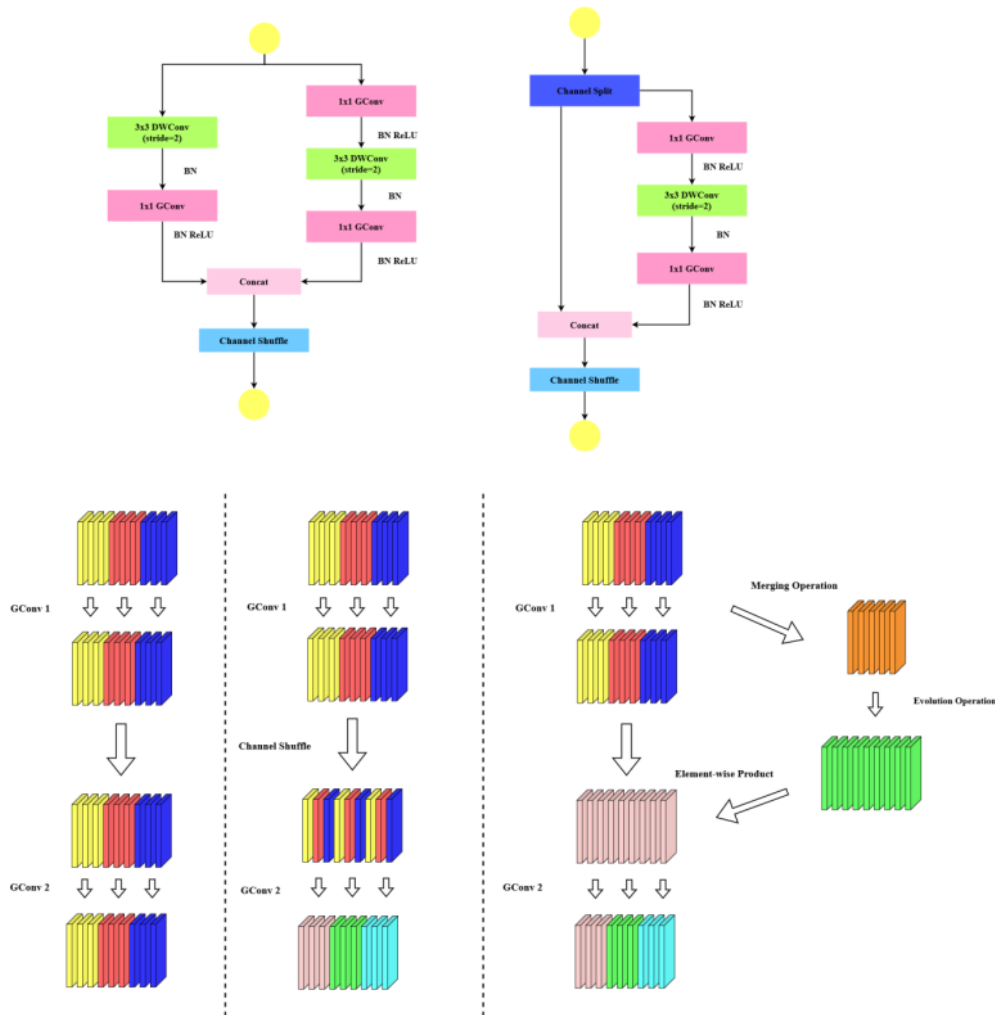 1x1 GConv
BN ReLU
3x3 DWConv
(stride=2)
3x3 DWConv
(stride=2)
BN
BN
1x1 GConv
1x1 GConv
BN ReLU
BN ReLU
Concat
Channel Shuffle
Channel Split
1x1 GConv
BN ReLU
3x3 DWConv
(stride=2)
BN
1x1 GConv
BN ReLU
Concat
Channel Shuffle
GConv 1
GConv 2
GConv 1
Channel Shuffle
GConv 2
GConv 1
Merging Operation
Evolution Operation
Element-wise Product
GConv 2